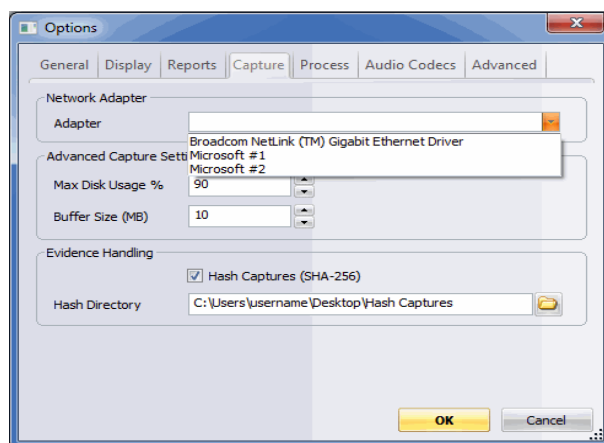 Options
General Display Reports Capture Process Audio Codecs Advanced
Network Adapter
Adapter
Broadcom NetLink (TM) Gigabit Ethernet Driver
Microsoft #1
Microsoft #2
Advanced Capture Setti
Max Disk Usage % 90
Buffer Size (MB) 10
Evidence Handling
Hash Captures (SHA-256)
Hash Directory C:\Users\username\Desktop\Hash Captures
OK Cancel